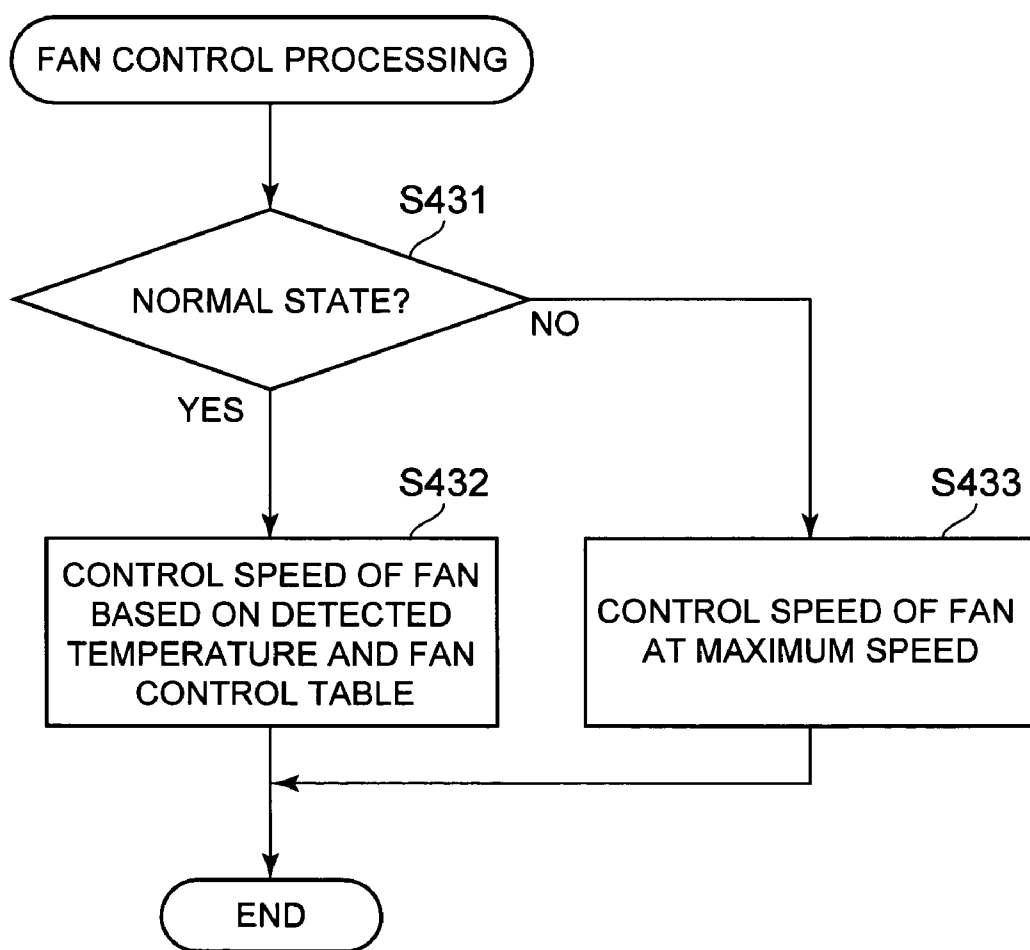 FAN CONTROL PROCESSING
S431
NORMAL STATE?
NO
YES
S432
CONTROL SPEED OF FAN
BASED ON DETECTED
TEMPERATURE AND FAN
CONTROL TABLE
S433
CONTROL SPEED OF FAN
AT MAXIMUM SPEED
END